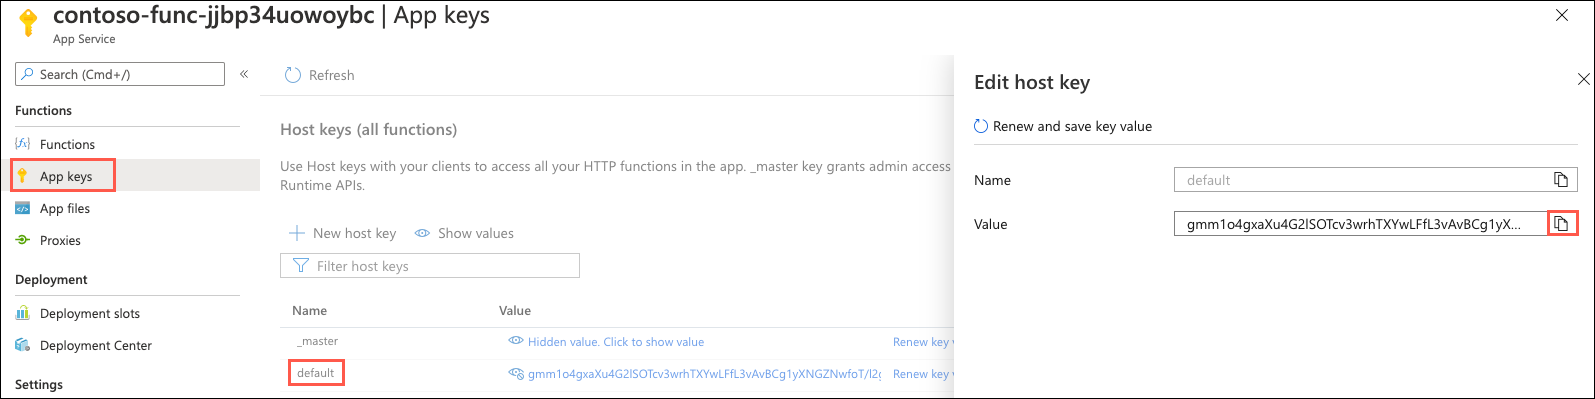 contoso-func-jjbp34uowoybc | App keys
App Service
Search (Cmd+/)
«
Functions
Functions
App keys
App files
Proxies
Deployment
Deployment slots
Deployment Center
Settings
Refresh
Host keys (all functions)
Use Host keys with your clients to access all your HTTP functions in the app. _master key grants admin access
Runtime APIs.
New host key Show values
Filter host keys
Name Value
_master Hidden value. Click to show value Renew key v
default gmm1o4gxaXu4G2lSOTcv3wrhTXYwLFfL3vAvBCg1yXNGZNwfoT/l2g Renew key v
Edit host key
Renew and save key value
Name default
Value gmm1o4gxaXu4G2lSOTcv3wrhTXYwLFfL3vAvBCg1yX...